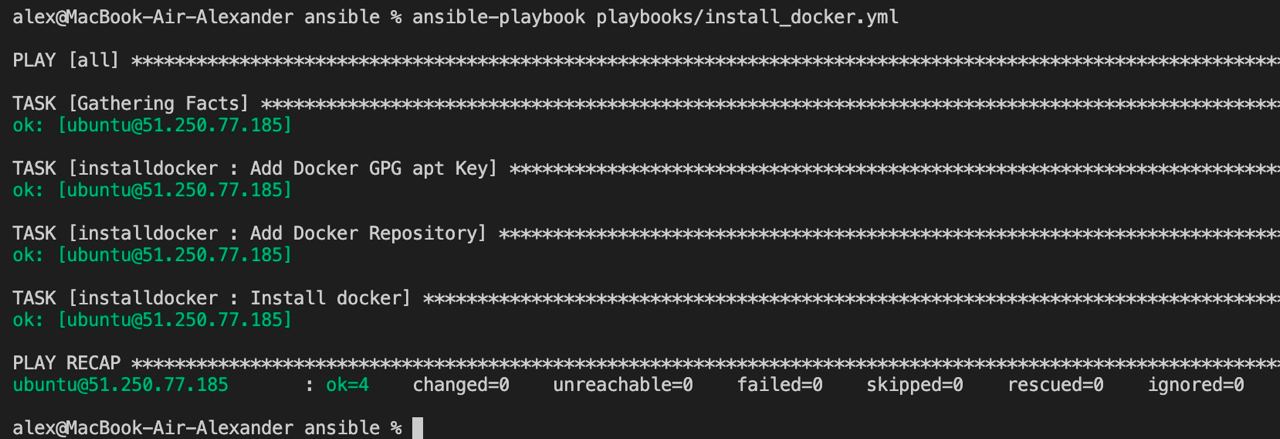 alex@MacBook-Air-Alexander ansible % ansible-playbook playbooks/install_docker.yml
PLAY [all] *********************************************************************************************************
TASK [Gathering Facts] *********************************************************************************************
ok: [ubuntu@51.250.77.185]
TASK [installdocker : Add Docker GPG apt Key] **********************************************************************
ok: [ubuntu@51.250.77.185]
TASK [installdocker : Add Docker Repository] ***********************************************************************
ok: [ubuntu@51.250.77.185]
TASK [installdocker : Install docker] ******************************************************************************
ok: [ubuntu@51.250.77.185]
PLAY RECAP *********************************************************************************************************
ubuntu@51.250.77.185 : ok=4 changed=0 unreachable=0 failed=0 skipped=0 rescued=0 ignored=0
alex@MacBook-Air-Alexander ansible %